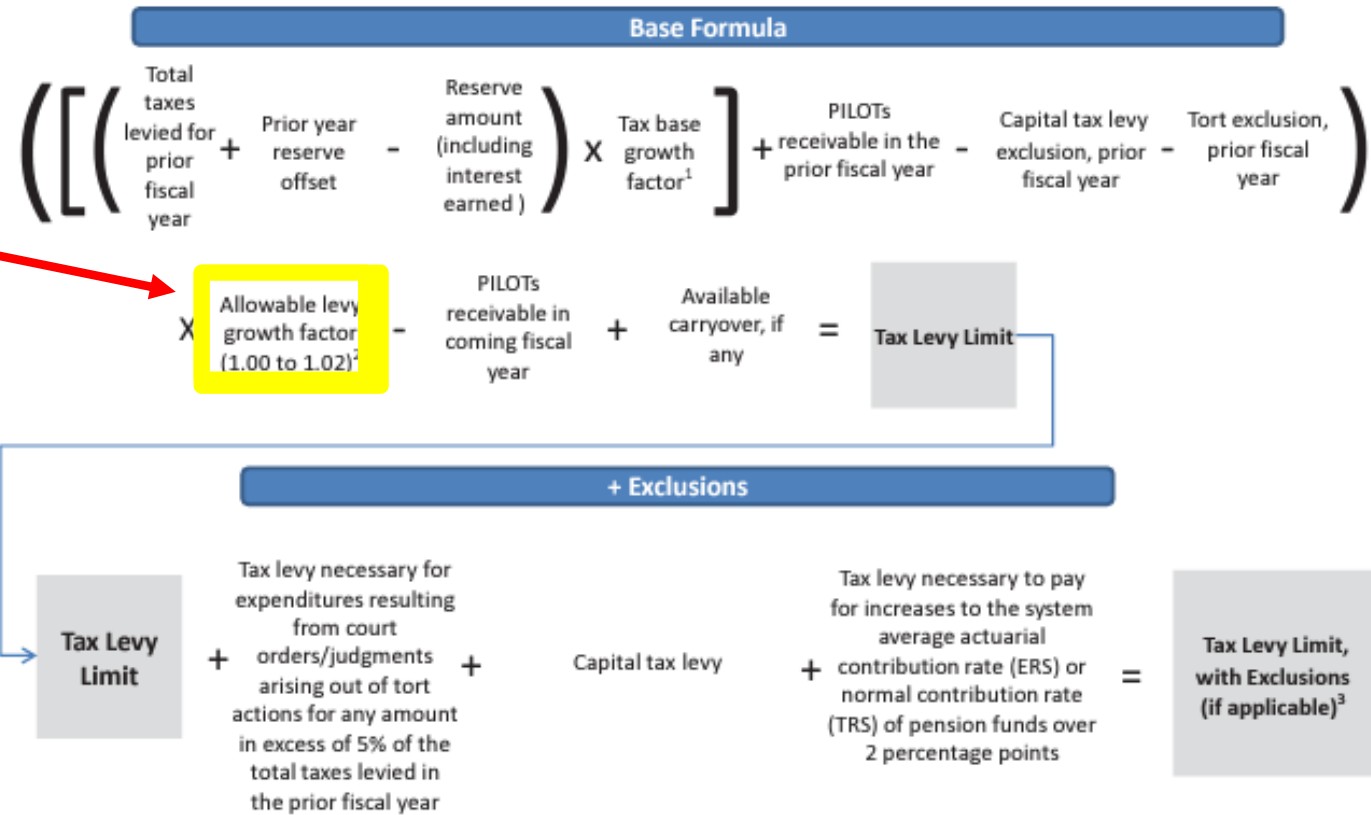 Base Formula
( [ ( Total taxes levied for prior fiscal year + Prior year reserve offset - Reserve amount (including interest earned ) ) X Tax base growth factor¹ ] + PILOTs receivable in the prior fiscal year - Capital tax levy exclusion, prior fiscal year - Tort exclusion, prior fiscal year )
X Allowable levy growth factor (1.00 to 1.02)² - PILOTs receivable in coming fiscal year + Available carryover, if any = Tax Levy Limit
+ Exclusions
Tax Levy Limit + Tax levy necessary for expenditures resulting from court orders/judgments arising out of tort actions for any amount in excess of 5% of the total taxes levied in the prior fiscal year + Capital tax levy + Tax levy necessary to pay for increases to the system average actuarial contribution rate (ERS) or normal contribution rate (TRS) of pension funds over 2 percentage points = Tax Levy Limit, with Exclusions (if applicable)³